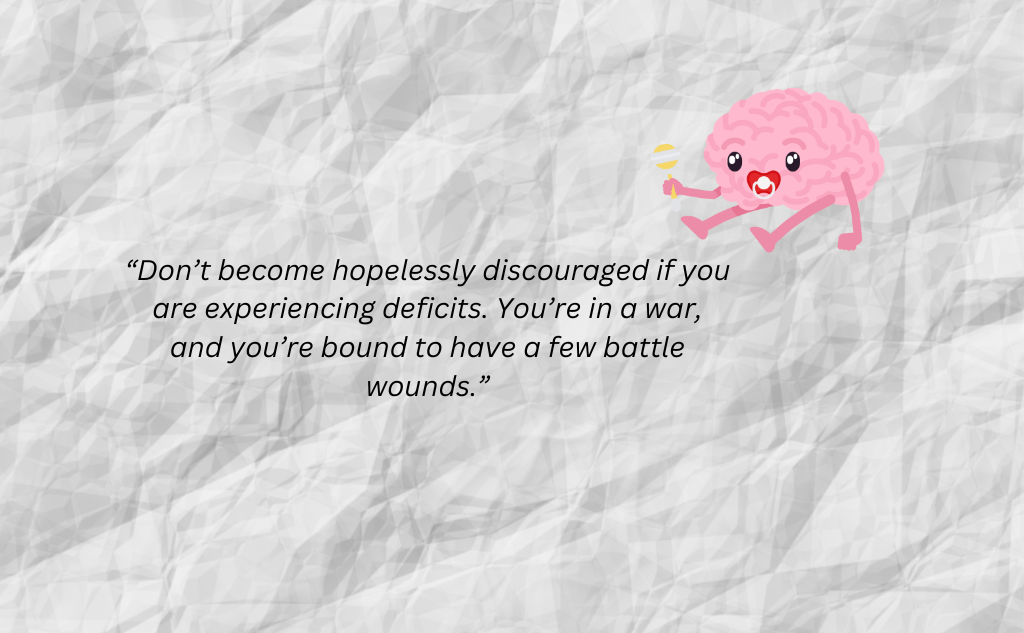 “Don’t become hopelessly discouraged if you
are experiencing deficits. You’re in a war,
and you’re bound to have a few battle
wounds.”